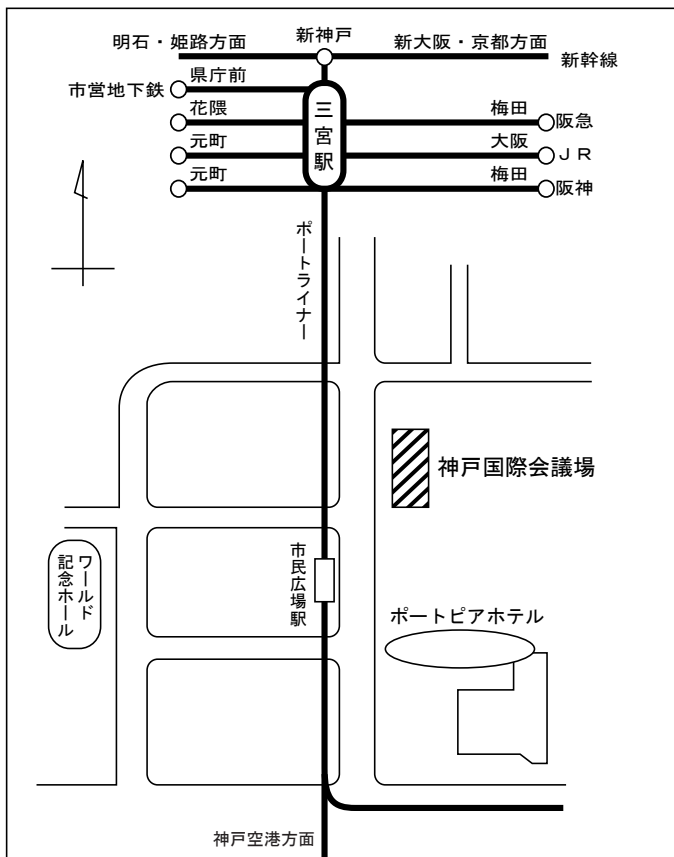 新神戸
明石・姫路方面
新大阪・京都方面
新幹線
県庁前
市営地下鉄
花隈
梅田
阪急
三宮駅
元町
大阪
ＪＲ
元町
梅田
阪神
ポートライナー
神戸国際会議場
市民広場駅
ワールド
記念ホール
ポートピアホテル
神戸空港方面